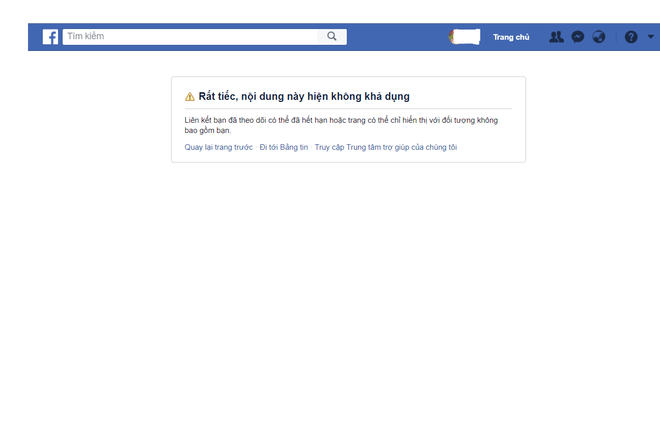 Tìm kiếm
Trang chủ
Rất tiếc, nội dung này hiện không khả dụng
Liên kết bạn đã theo dõi có thể đã hết hạn hoặc trang có thể chỉ hiển thị với đối tượng không
bao gồm bạn.
Quay lại trang trước · Đi tới Bảng tin · Truy cập Trung tâm trợ giúp của chúng tôi